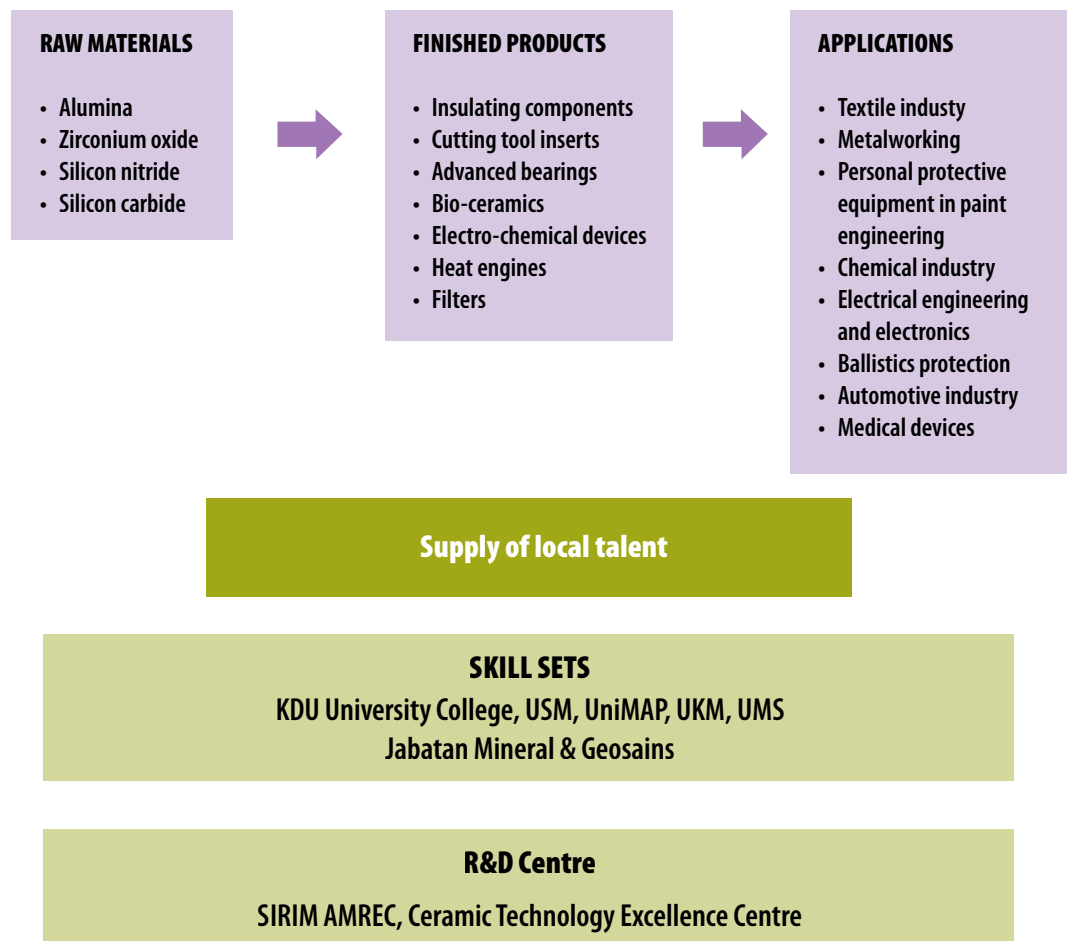 RAW MATERIALS
• Alumina
• Zirconium oxide
• Silicon nitride
• Silicon carbide
FINISHED PRODUCTS
• Insulating components
• Cutting tool inserts
• Advanced bearings
• Bio-ceramics
• Electro-chemical devices
• Heat engines
• Filters
APPLICATIONS
• Textile industy
• Metalworking
• Personal protective
equipment in paint
engineering
• Chemical industry
• Electrical engineering
and electronics
• Ballistics protection
• Automotive industry
• Medical devices
Supply of local talent
SKILL SETS
KDU University College, USM, UniMAP, UKM, UMS
Jabatan Mineral & Geosains
R&D Centre
SIRIM AMREC, Ceramic Technology Excellence Centre